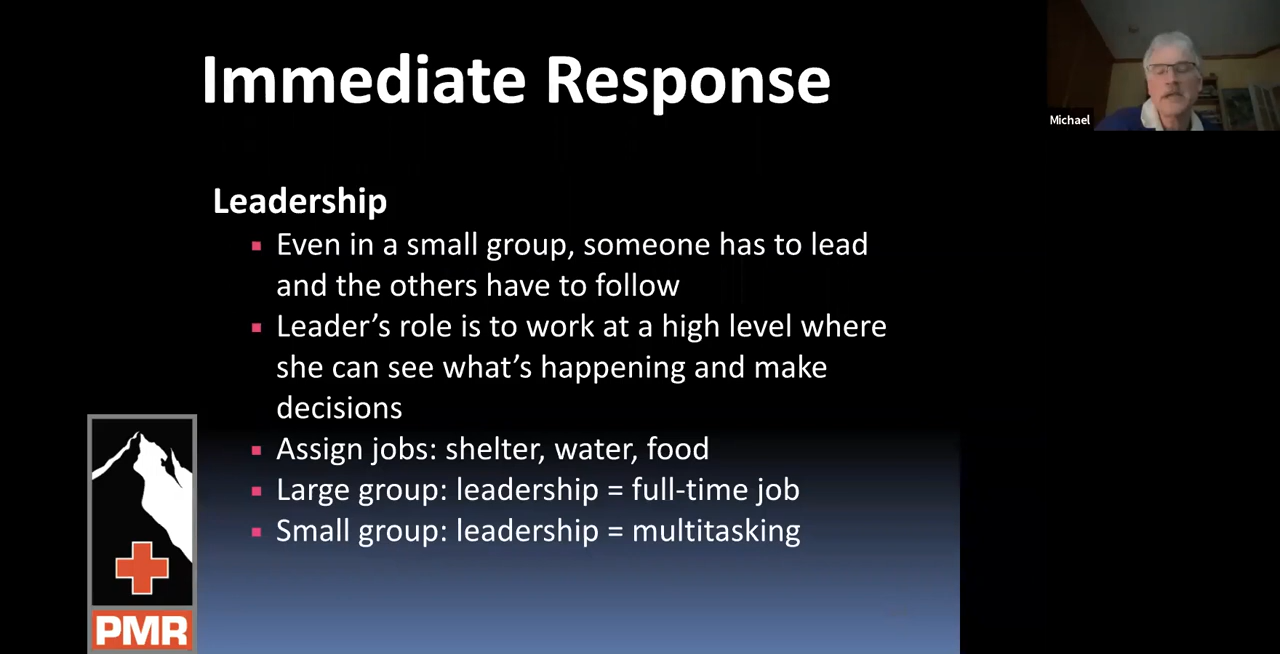 Immediate Response
Michael
Leadership
▪ Even in a small group, someone has to lead
and the others have to follow
▪ Leader’s role is to work at a high level where
she can see what’s happening and make
decisions
▪ Assign jobs: shelter, water, food
▪ Large group: leadership = full-time job
▪ Small group: leadership = multitasking
PMR